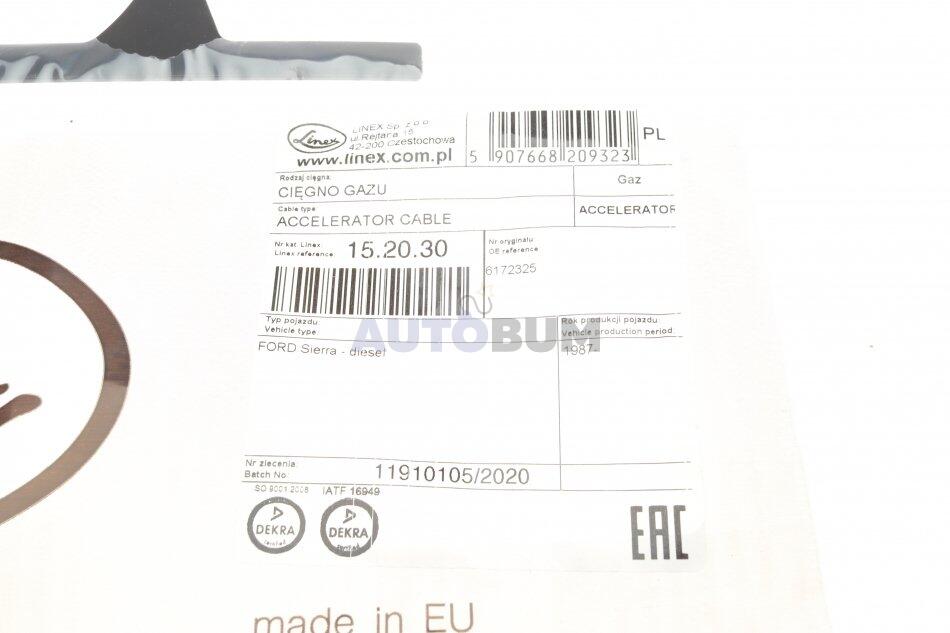 Linex
LINEX Sp. z o.o.
ul. Rejtana 16
42-200 Częstochowa
www.linex.com.pl
5 907668 209323
PL
Rodzaj cięgna:
CIĘGNO GAZU
Gaz
Cable type
ACCELERATOR CABLE
ACCELERATOR
Nr kat. Linex
Linex reference:
15.20.30
Nr oryginału
OE reference
6172325
Typ pojazdu:
Vehicle type:
Rok produkcji pojazdu:
Vehicle production period:
AUTOBUM
FORD Sierra - diesel
1987-
Nr zlecenia:
Batch No:
11910105/2020
ISO 9001:2008
IATF 16949
DEKRA
DEKRA
EAC
made in EU